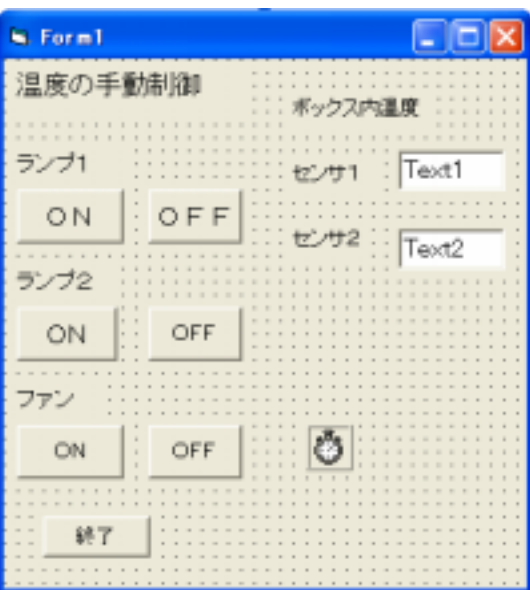 Form1
温度の手動制御
ボックス内温度
ランプ1
センサ1 Text1
ＯＮ ＯＦＦ
センサ2 Text2
ランプ2
ON OFF
ファン
ON OFF
終了